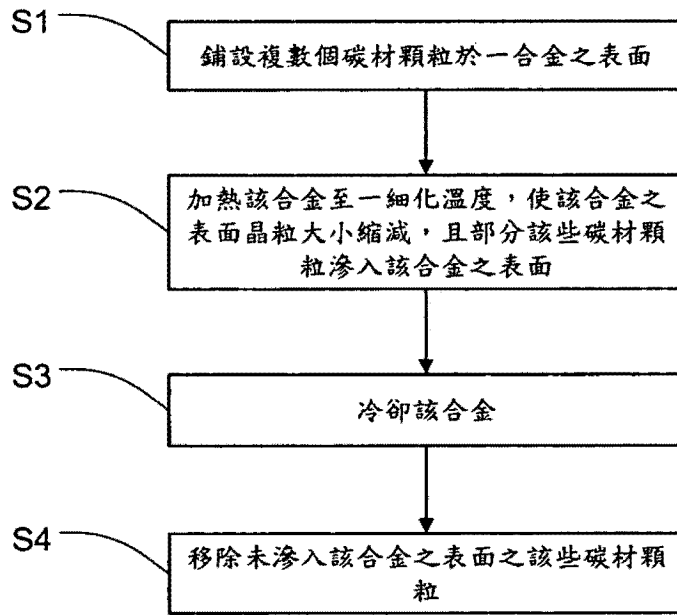 S1
鋪設複數個碳材顆粒於一合金之表面
S2
加熱該合金至一細化溫度，使該合金之
表面晶粒大小縮減，且部分該些碳材顆
粒滲入該合金之表面
S3
冷卻該合金
S4
移除未滲入該合金之表面之該些碳材顆
粒